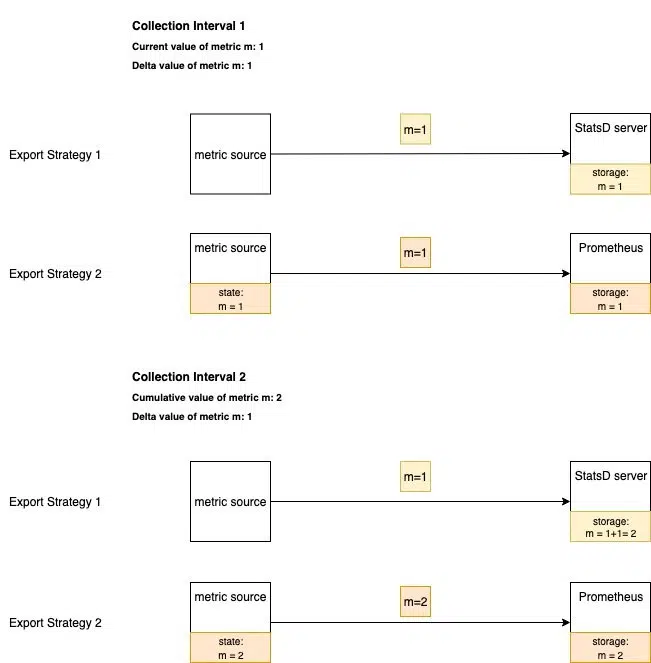 Collection Interval 1
Current value of metric m: 1
Delta value of metric m: 1
Export Strategy 1
metric source
m=1
StatsD server
storage:
m = 1
Export Strategy 2
metric source
state:
m = 1
m=1
Prometheus
storage:
m = 1
Collection Interval 2
Cumulative value of metric m: 2
Delta value of metric m: 1
Export Strategy 1
metric source
m=1
StatsD server
storage:
m = 1+1= 2
Export Strategy 2
metric source
state:
m = 2
m=2
Prometheus
storage:
m = 2